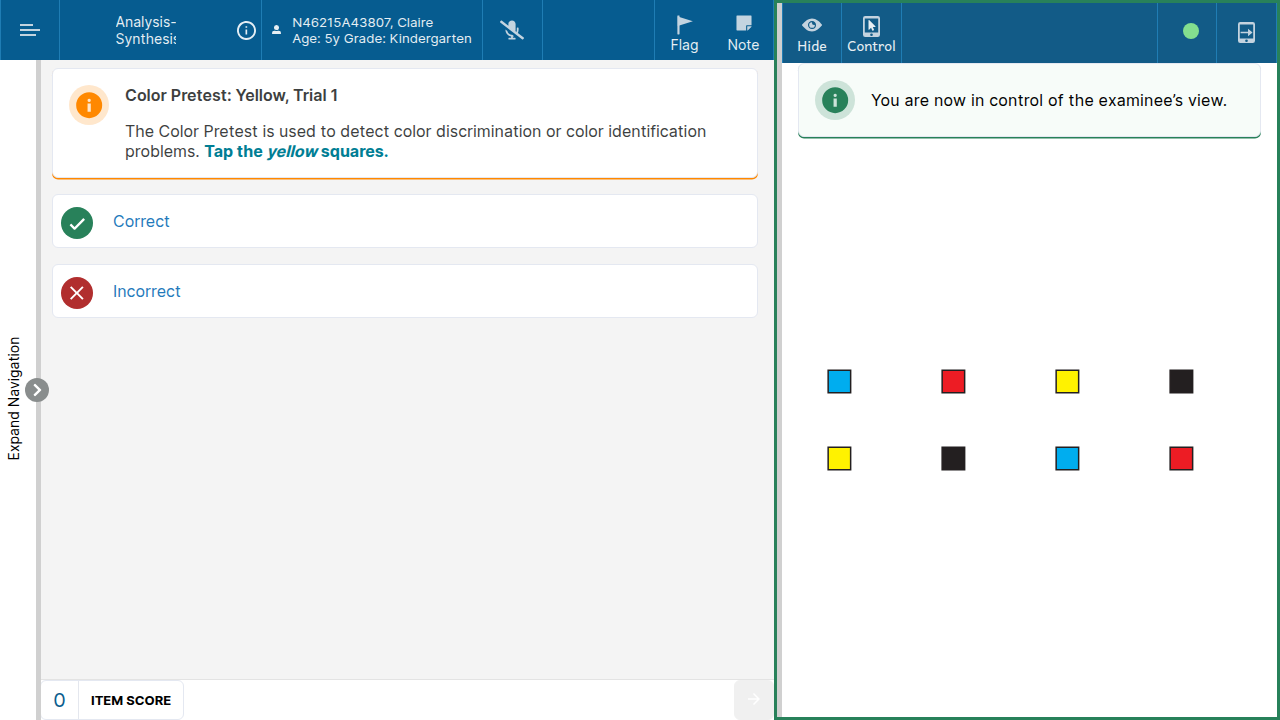 Analysis-
Synthesis
N46215A43807, Claire
Age: 5y Grade: Kindergarten
Flag
Note
Hide
Control
Color Pretest: Yellow, Trial 1
The Color Pretest is used to detect color discrimination or color identification
problems. Tap the yellow squares.
Correct
Incorrect
Expand Navigation
0
ITEM SCORE
You are now in control of the examinee's view.